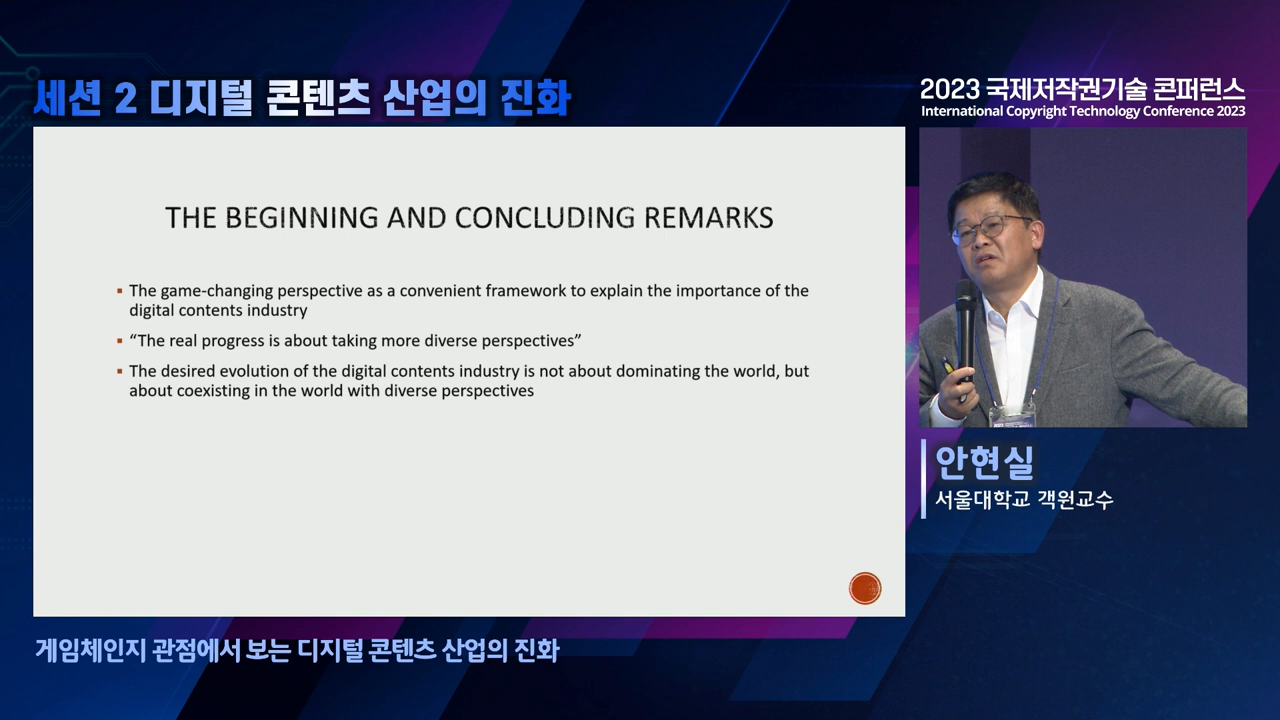 세션 2 디지털 콘텐츠 산업의 진화
2023 국제저작권기술 콘퍼런스
International Copyright Technology Conference 2023
THE BEGINNING AND CONCLUDING REMARKS
▪ The game-changing perspective as a convenient framework to explain the importance of the
digital contents industry
▪ “The real progress is about taking more diverse perspectives”
▪ The desired evolution of the digital contents industry is not about dominating the world, but
about coexisting in the world with diverse perspectives
안현실
서울대학교 객원교수
게임체인지 관점에서 보는 디지털 콘텐츠 산업의 진화